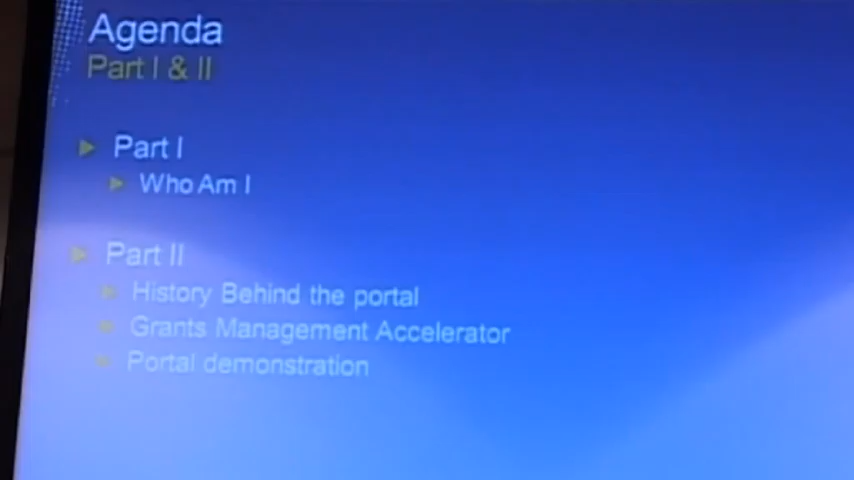 Agenda
Part I & II
Part I
Who Am I
Part II
History Behind the portal
Grants Management Accelerator
Portal demonstration